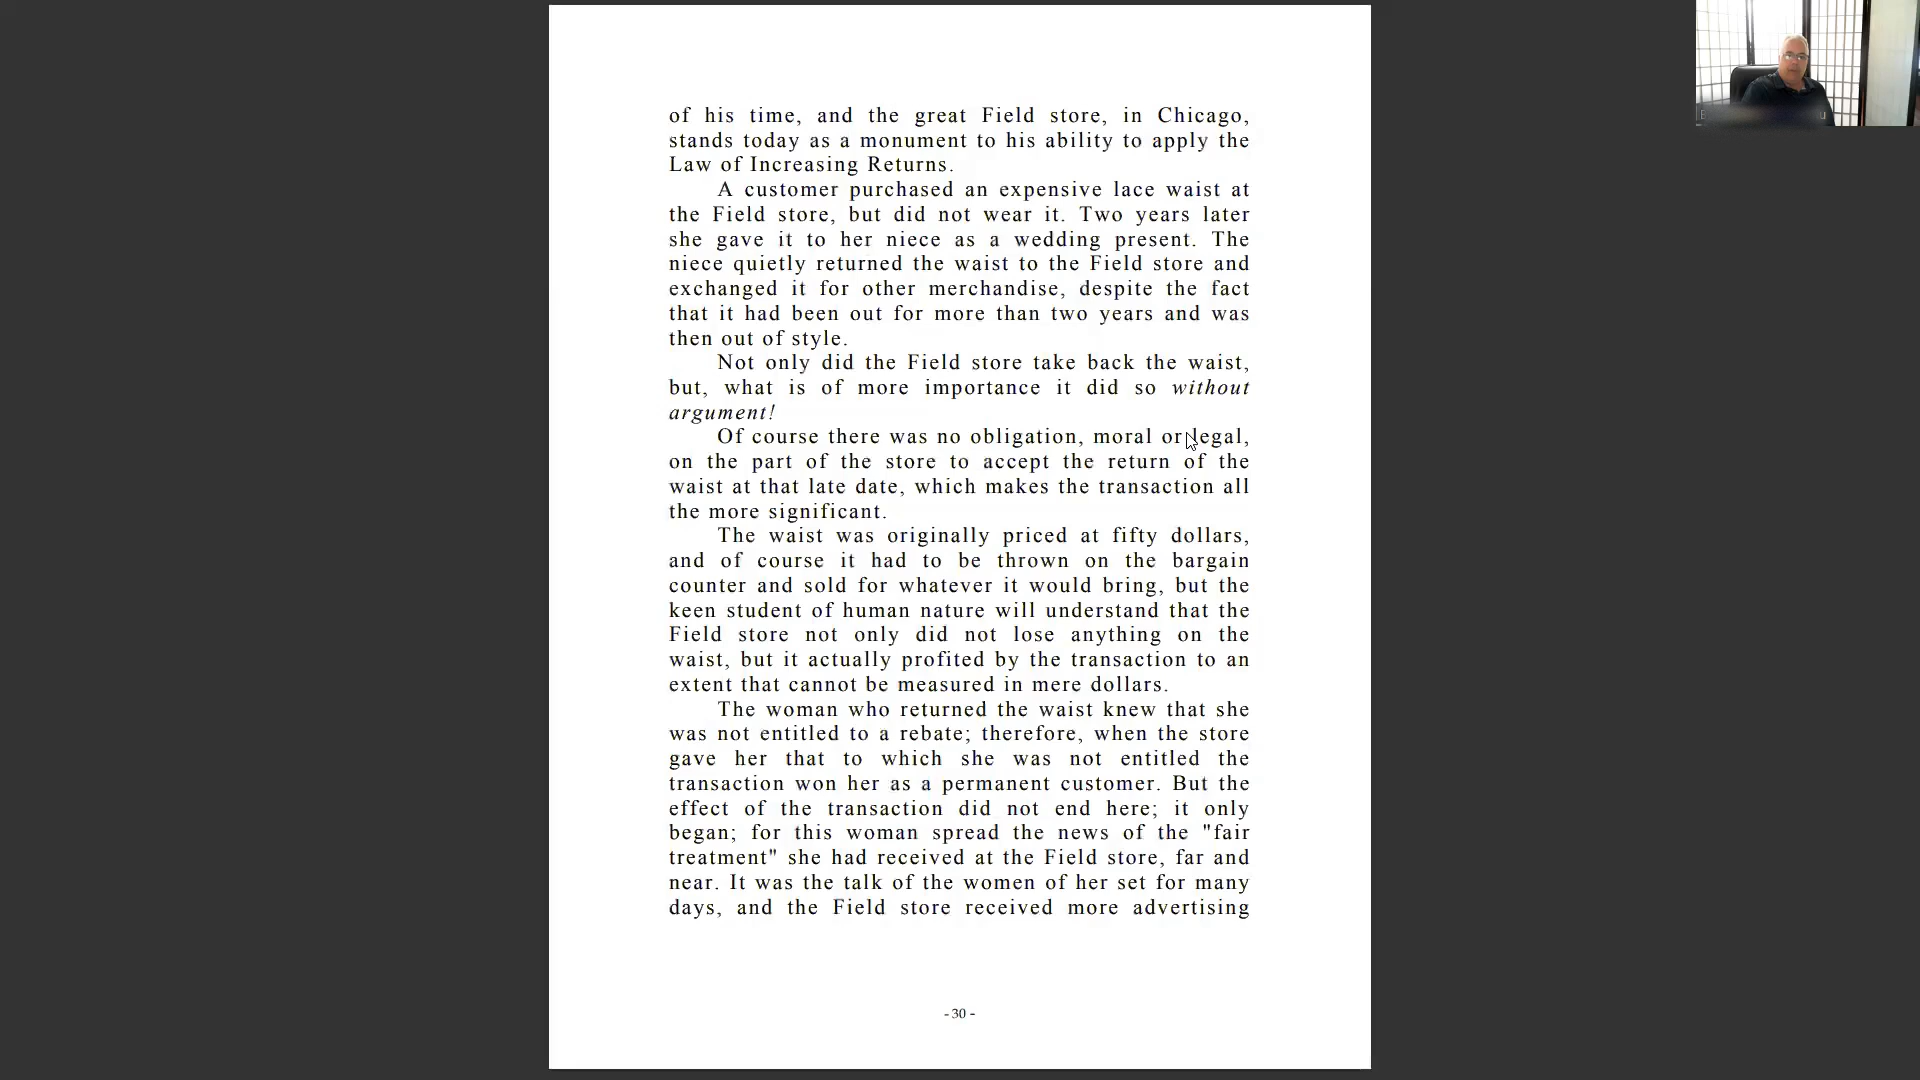 of his time, and the great Field store, in Chicago,
stands today as a monument to his ability to apply the
Law of Increasing Returns.
A customer purchased an expensive lace waist at
the Field store, but did not wear it. Two years later
she gave it to her niece as a wedding present. The
niece quietly returned the waist to the Field store and
exchanged it for other merchandise, despite the fact
that it had been out for more than two years and was
then out of style.
Not only did the Field store take back the waist,
but, what is of more importance it did so without
argument!
Of course there was no obligation, moral or legal,
on the part of the store to accept the return of the
waist at that late date, which makes the transaction all
the more significant.
The waist was originally priced at fifty dollars,
and of course it had to be thrown on the bargain
counter and sold for whatever it would bring, but the
keen student of human nature will understand that the
Field store not only did not lose anything on the
waist, but it actually profited by the transaction to an
extent that cannot be measured in mere dollars.
The woman who returned the waist knew that she
was not entitled to a rebate; therefore, when the store
gave her that to which she was not entitled the
transaction won her as a permanent customer. But the
effect of the transaction did not end here; it only
began; for this woman spread the news of the "fair
treatment" she had received at the Field store, far and
near. It was the talk of the women of her set for many
days, and the Field store received more advertising
- 30 -